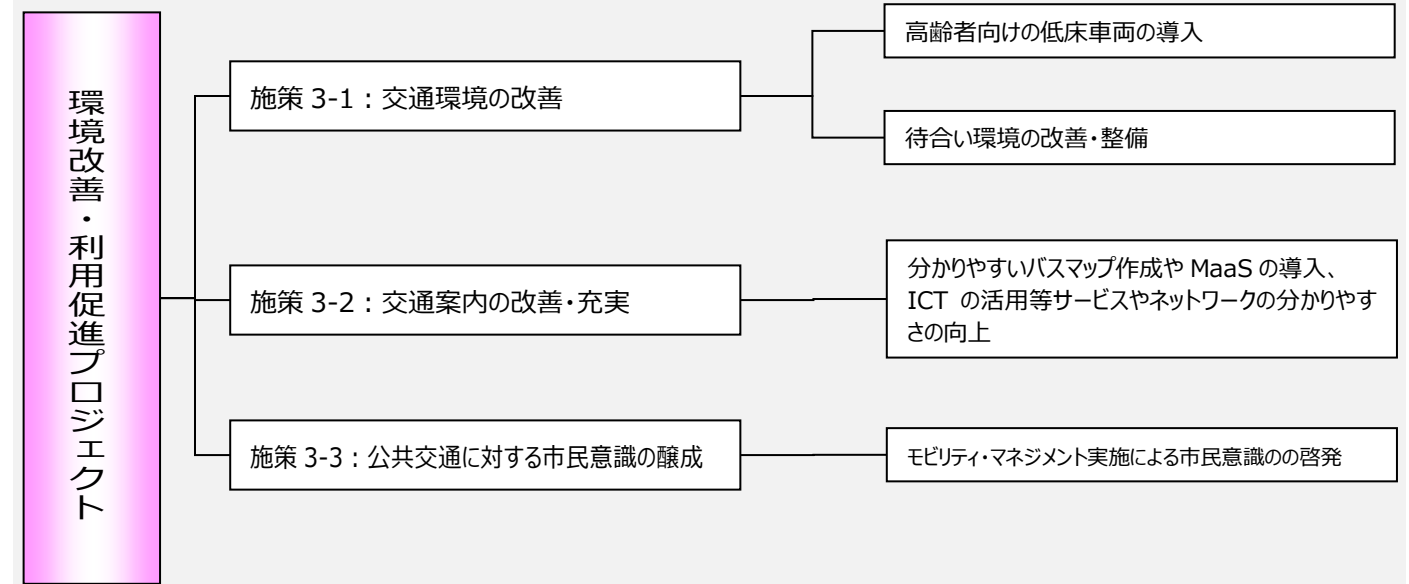 環境改善・利用促進プロジェクト
施策 3-1：交通環境の改善
高齢者向けの低床車両の導入
待合い環境の改善・整備
施策 3-2：交通案内の改善・充実
分かりやすいバスマップ作成や MaaS の導入、
ICT の活用等サービスやネットワークの分かりやす
さの向上
施策 3-3：公共交通に対する市民意識の醸成
モビリティ・マネジメント実施による市民意識のの啓発